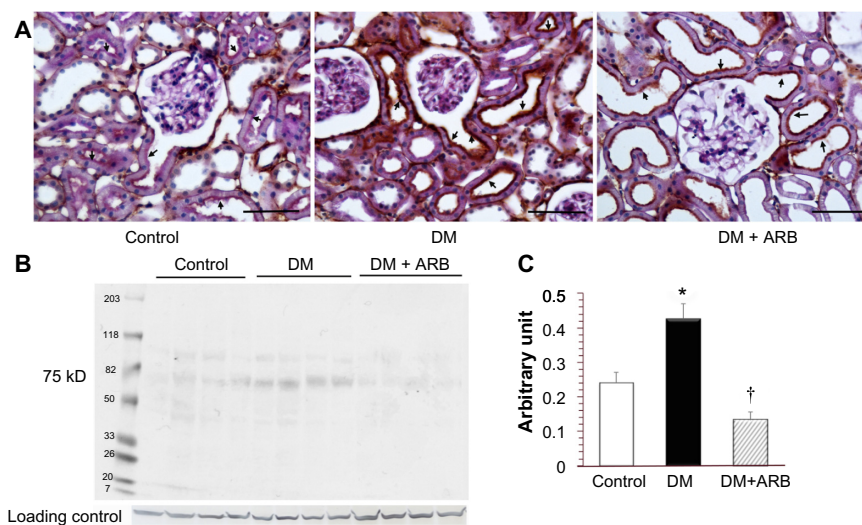 A
Control
DM
DM + ARB
B
Control
DM
DM + ARB
203
118
82
75 kD
50
33
26
20
7
Loading control
C
Arbitrary unit
0.5
0.4
0.3
0.2
0.1
0
*
†
Control
DM
DM+ARB